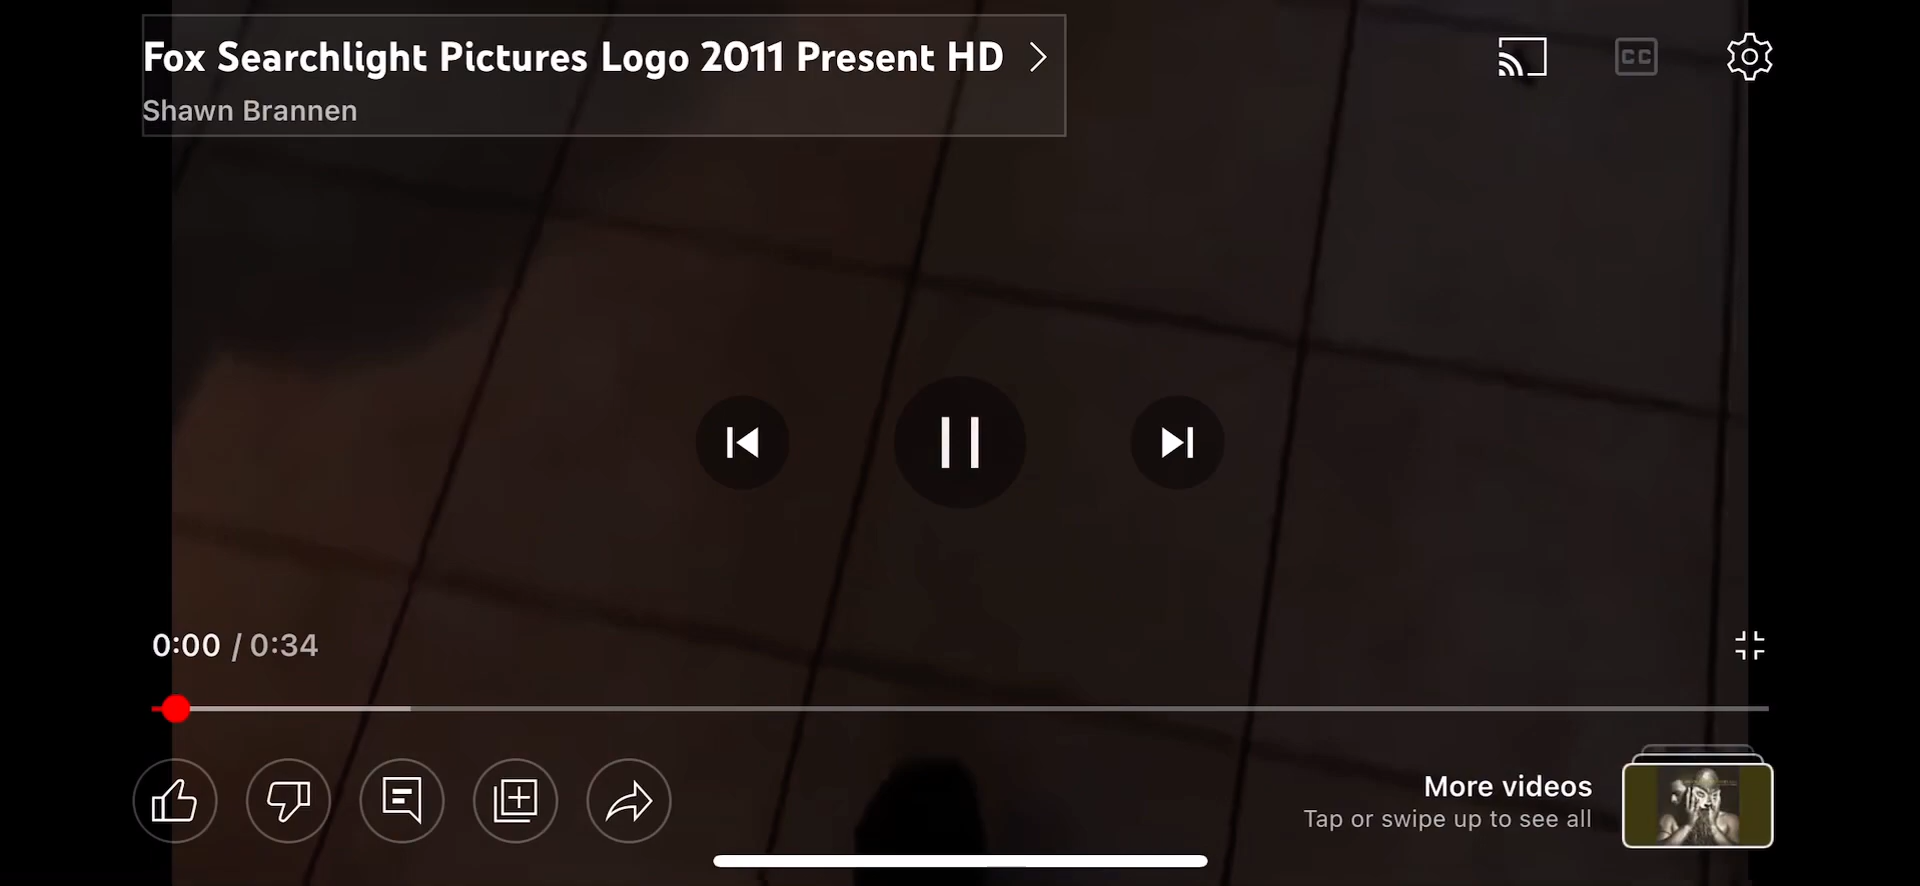 Fox Searchlight Pictures Logo 2011 Present HD
Shawn Brannen
CC
0:00 / 0:34
More videos
Tap or swipe up to see all